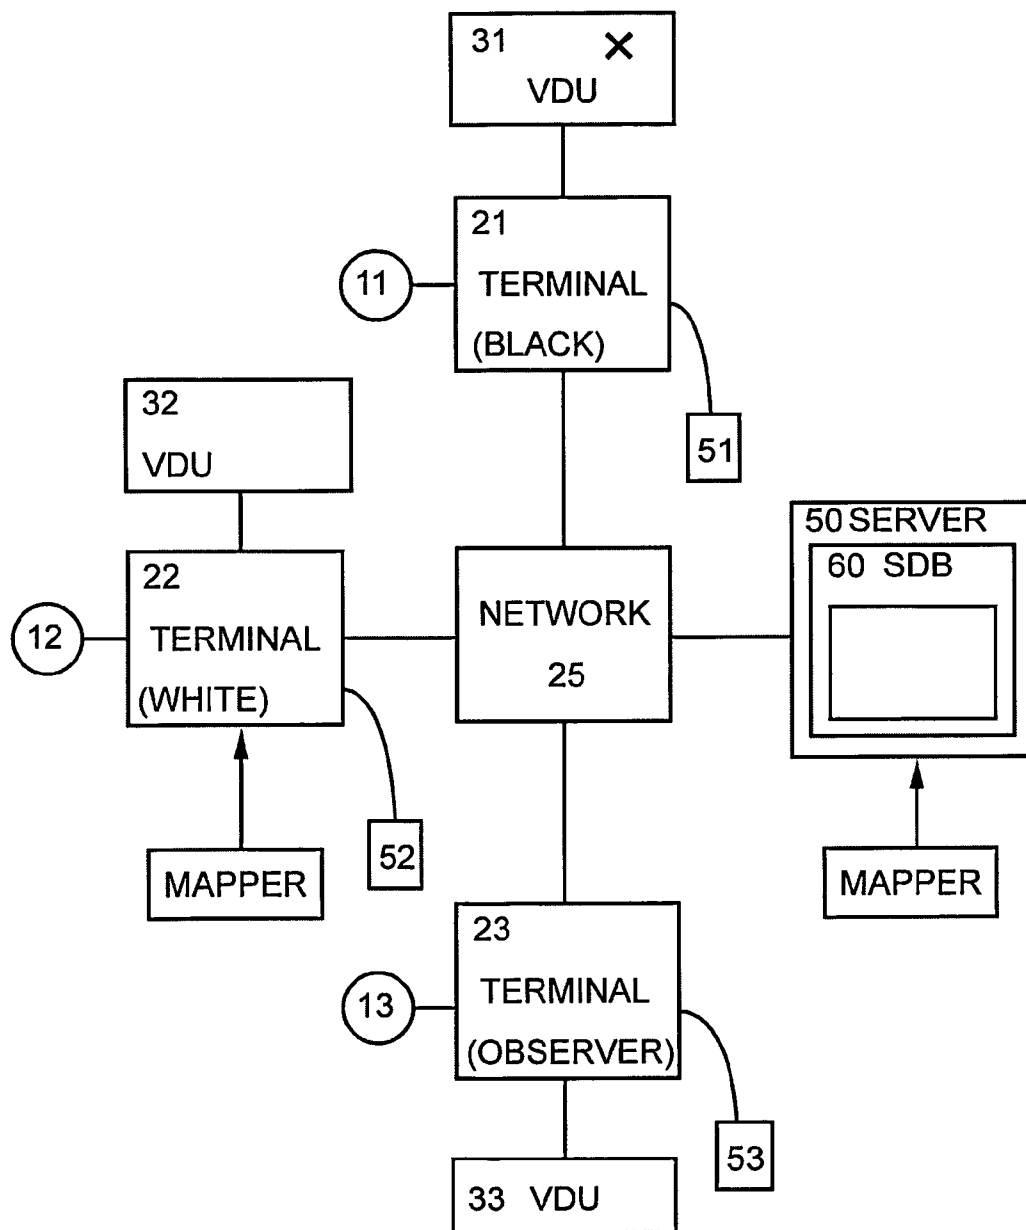 31
VDU
21
TERMINAL
(BLACK)
11
51
32
VDU
22
TERMINAL
(WHITE)
12
52
MAPPER
NETWORK
25
50 SERVER
60 SDB
MAPPER
23
TERMINAL
(OBSERVER)
13
53
33 VDU